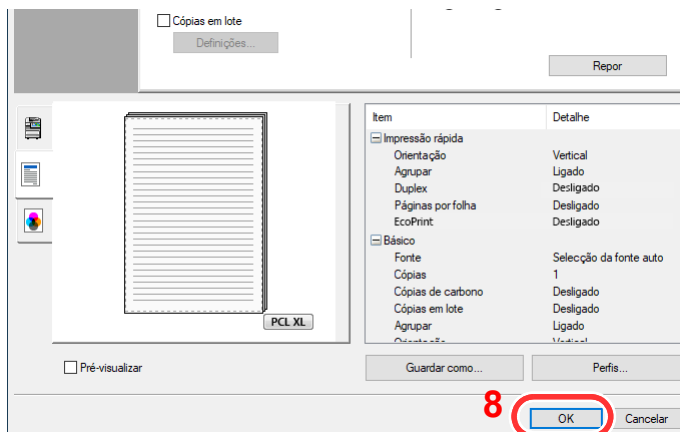 Cópias em lote
Definições...
Repor
Item Detalhe
Impressão rápida
Orientação Vertical
Agrupar Ligado
Duplex Desligado
Páginas por folha Desligado
EcoPrint Desligado
Básico
Fonte Selecção da fonte auto
Cópias 1
Cópias de carbono Desligado
Cópias em lote Desligado
Agrupar Ligado
PCL XL
Pré-visualizar
Guardar como... Perfis...
8
OK Cancelar